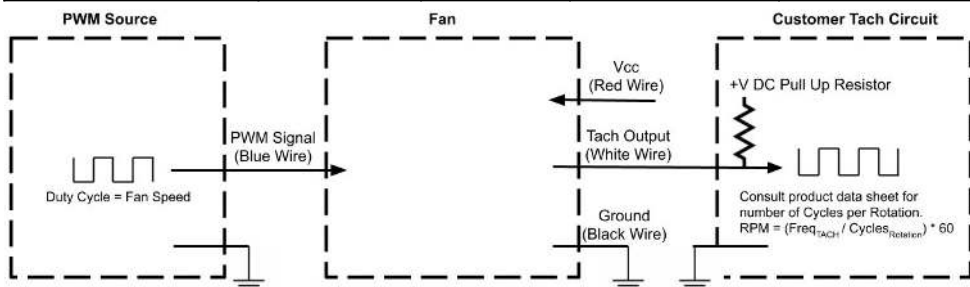 PWM Source
Fan
Customer Tach Circuit
Vcc
(Red Wire)
+V DC Pull Up Resistor
PWM Signal
(Blue Wire)
Tach Output
(White Wire)
Duty Cycle = Fan Speed
Consult product data sheet for
number of Cycles per Rotation.
RPM = (FreqTACH / CyclesRotation) * 60
Ground
(Black Wire)